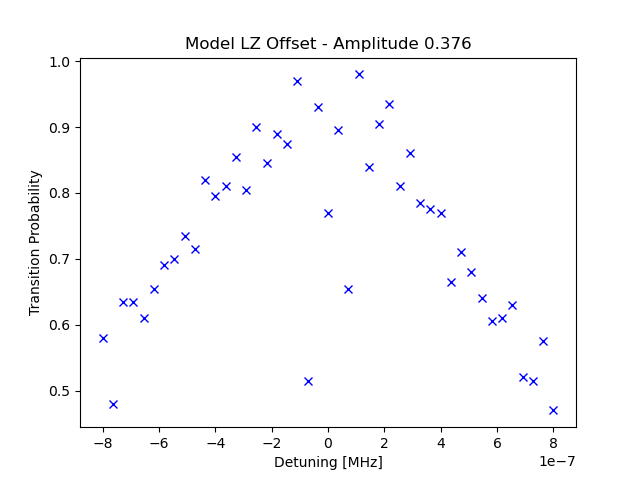 Model LZ Offset - Amplitude 0.376
1.0
0.9
0.8
0.7
0.6
0.5
Transition Probability
−8 −6 −4 −2 0 2 4 6 8
1e−7
Detuning [MHz]